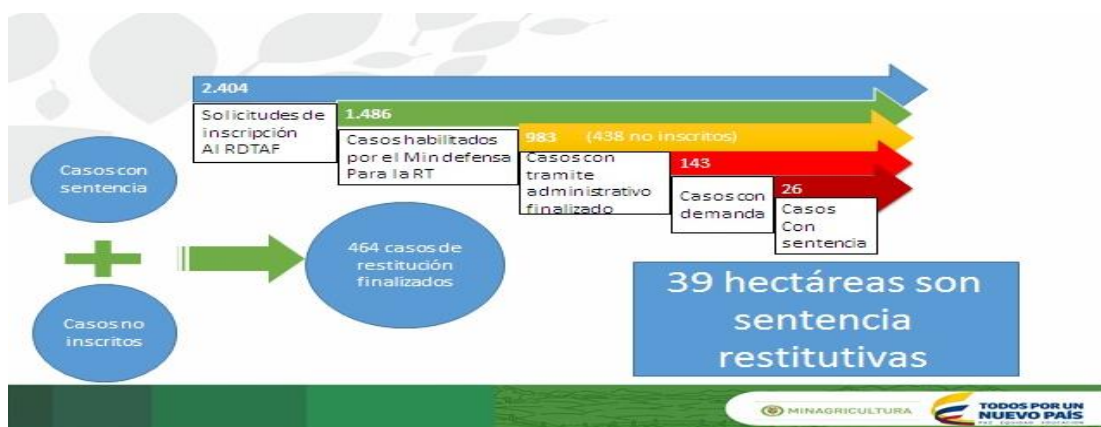 2.404
Solicitudes de
inscripción
Al RDTAF
1.486
Casos habilitados
por el Min defensa
Para la RT
983 (438 no inscritos)
Casos con
tramite
administrativo
finalizado
143
Casos con
demanda
26
Casos
Con
sentencia
Casos con
sentencia
464 casos de
restitución
finalizados
Casos no
inscritos
39 hectáreas son
sentencia
restitutivas
MINAGRICULTURA
TODOS POR UN
NUEVO PAÍS
PAZ EQUIDAD EDUCACIÓN